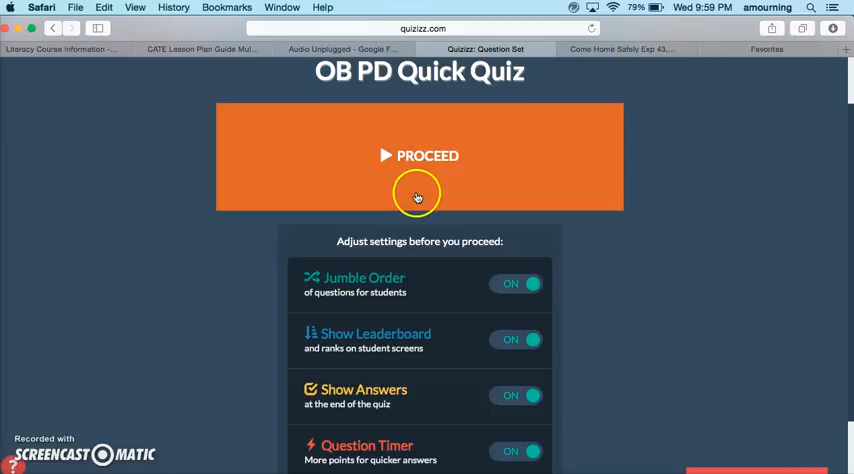 Safari File Edit View History Bookmarks Window Help 79% Wed 9:59 PM amourning
quizizz.com
Literacy Course Information -... CATE Lesson Plan Guide Mul... Audio Unplugged - Google F... Quizizz: Question Set Come Home Safely Exp 43,... Favorites +
OB PD Quick Quiz
PROCEED
Adjust settings before you proceed:
Jumble Order
of questions for students
ON
Show Leaderboard
and ranks on student screens
ON
Show Answers
at the end of the quiz
ON
Question Timer
More points for quicker answers
ON
Recorded with
SCREENCAST MATIC
?